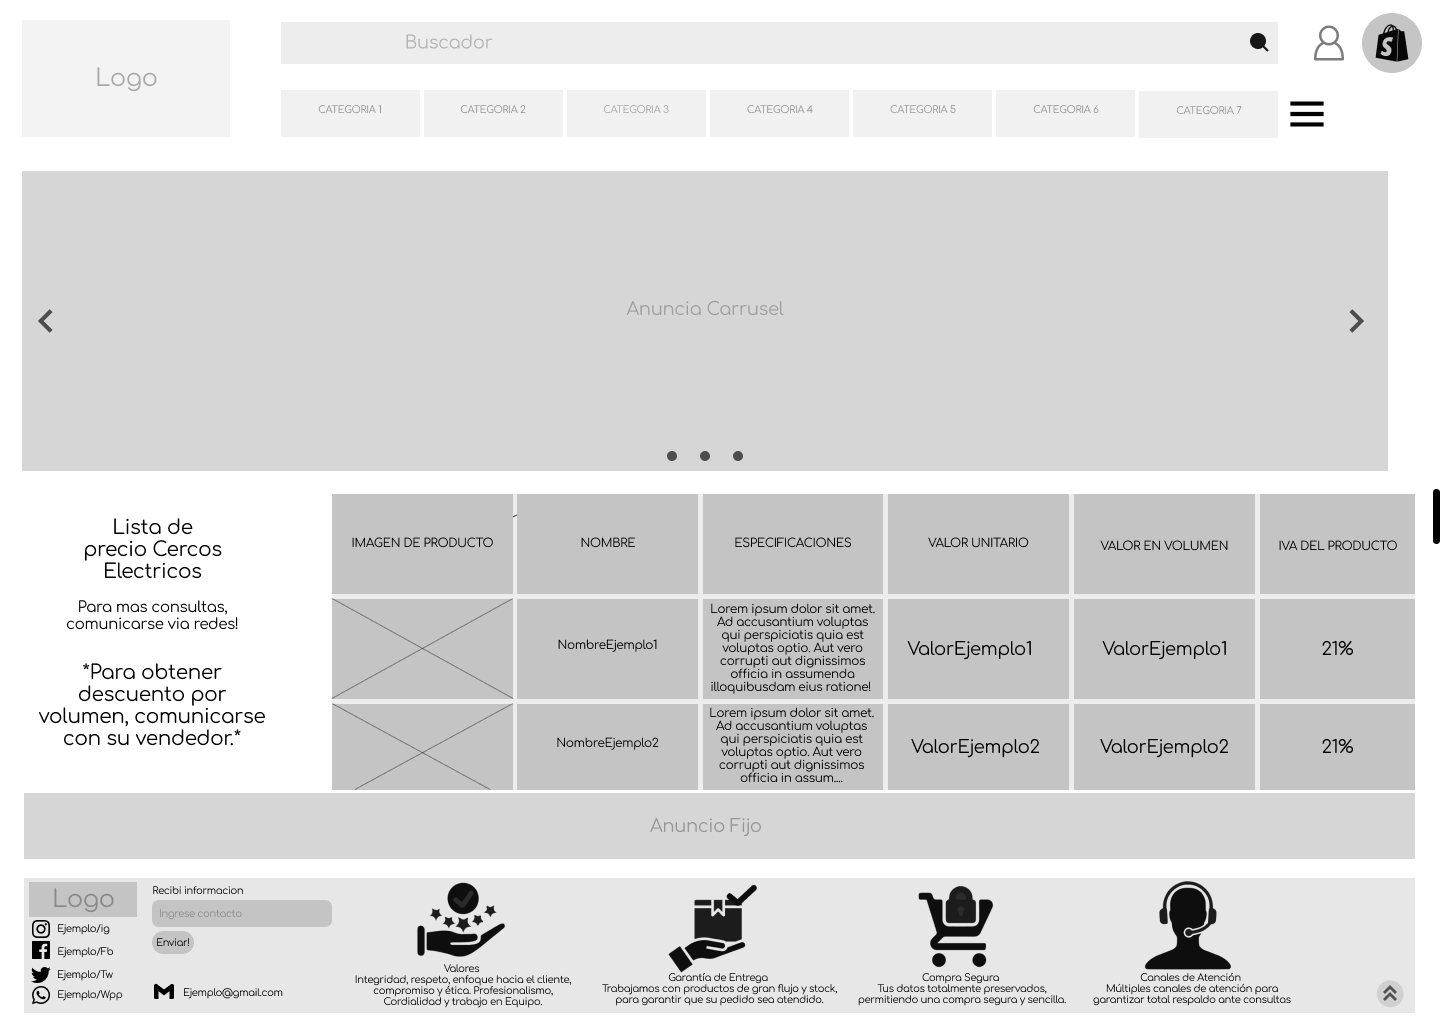 Logo
Buscador
CATEGORIA 1
CATEGORIA 2
CATEGORIA 3
CATEGORIA 4
CATEGORIA 5
CATEGORIA 6
CATEGORIA 7
Anuncia Carrusel
Lista de
precio Cercos
Electricos
Para mas consultas,
comunicarse via redes!
*Para obtener
descuento por
volumen, comunicarse
con su vendedor.*
IMAGEN DE PRODUCTO
NOMBRE
ESPECIFICACIONES
VALOR UNITARIO
VALOR EN VOLUMEN
IVA DEL PRODUCTO
NombreEjemplo1
Lorem ipsum dolor sit amet.
Ad accusantium voluptas
qui perspiciatis quia est
voluptas optio. Aut vero
corrupti aut dignissimos
officia in assumenda
illoquibusdam eius ratione!
ValorEjemplo1
ValorEjemplo1
21%
NombreEjemplo2
Lorem ipsum dolor sit amet.
Ad accusantium voluptas
qui perspiciatis quia est
voluptas optio. Aut vero
corrupti aut dignissimos
officia in assum....
ValorEjemplo2
ValorEjemplo2
21%
Anuncio Fijo
Logo
Ejemplo/ig
Ejemplo/Fb
Ejemplo/Tw
Ejemplo/Wpp
Recibi informacion
Ingrese contacto
Enviar!
Ejemplo@gmail.com
Valores
Integridad, respeto, enfoque hacia el cliente,
compromiso y ética. Profesionalismo,
Cordialidad y trabajo en Equipo.
Garantía de Entrega
Trabajamos con productos de gran flujo y stock,
para garantir que su pedido sea atendido.
Compra Segura
Tus datos totalmente preservados,
permitiendo una compra segura y sencilla.
Canales de Atención
Múltiples canales de atención para
garantizar total respaldo ante consultas